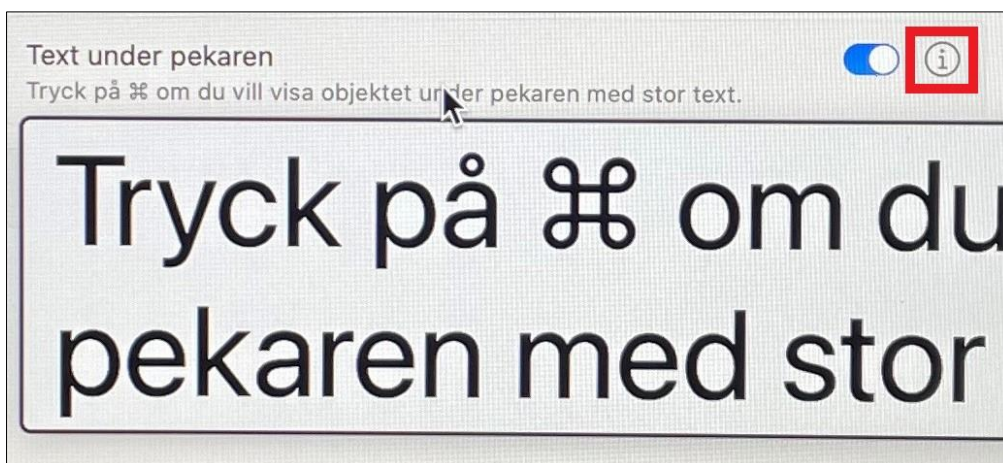 Text under pekaren
Tryck på ⌘ om du vill visa objektet under pekaren med stor text.
Tryck på ⌘ om du
pekaren med stor